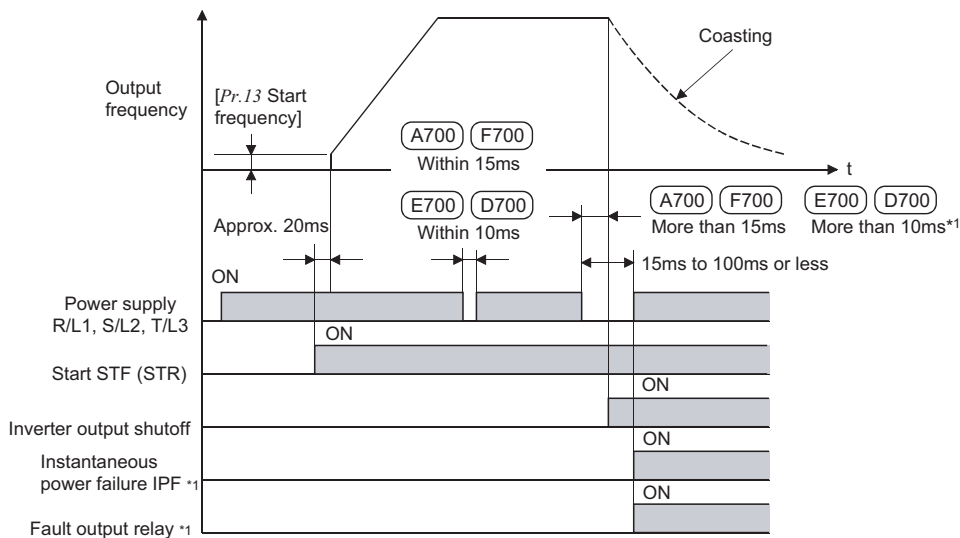 Coasting
Output
frequency
[Pr.13 Start
frequency]
A700 F700
Within 15ms
t
E700 D700
Within 10ms
A700 F700
More than 15ms
E700 D700
More than 10ms*1
Approx. 20ms
15ms to 100ms or less
ON
Power supply
R/L1, S/L2, T/L3
ON
Start STF (STR)
ON
Inverter output shutoff
ON
Instantaneous
power failure IPF *1
ON
Fault output relay *1